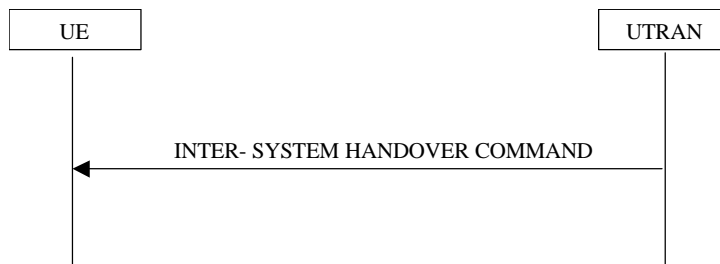 UE
UTRAN
INTER- SYSTEM HANDOVER COMMAND